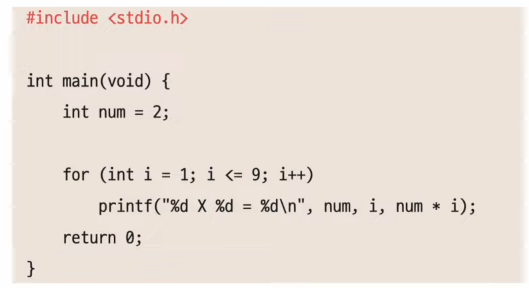 #include <stdio.h>
int main(void) {
int num = 2;
for (int i = 1; i <= 9; i++)
printf("%d X %d = %d\n", num, i, num * i);
return 0;
}